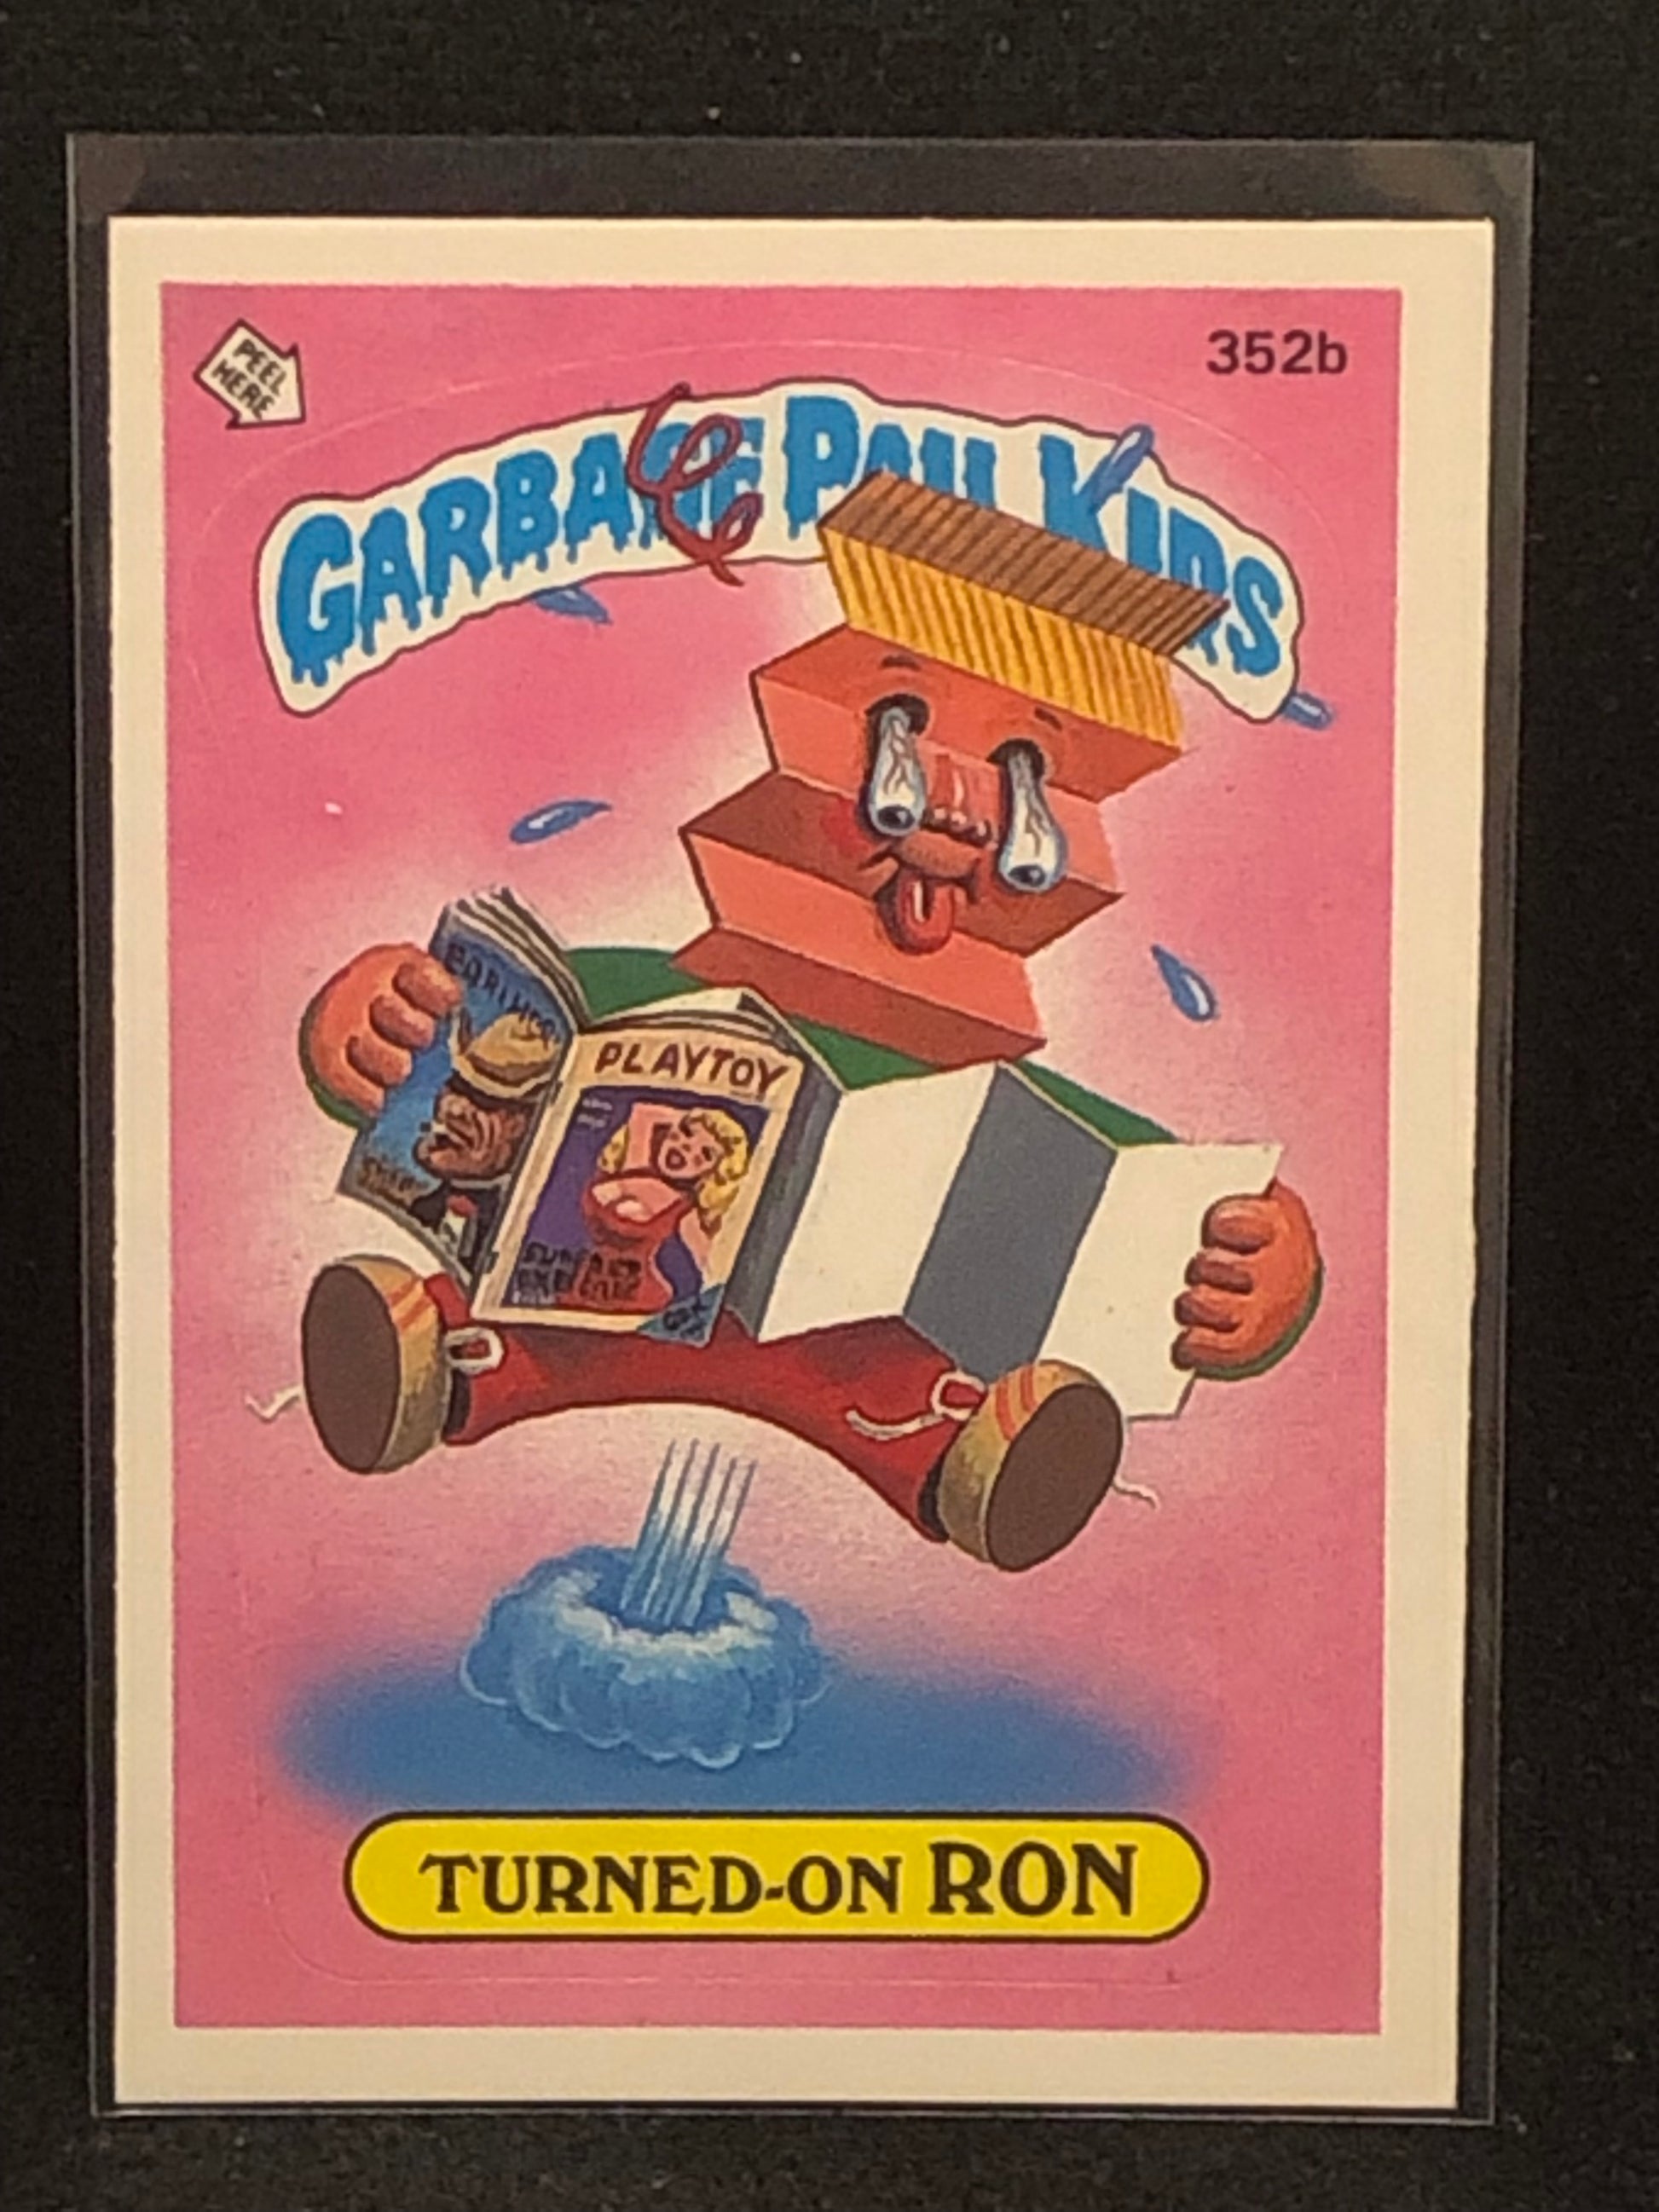 PEEL
HERE
352b
GARBAGE PAIL KIDS
PLAYTOY
TURNED-ON RON